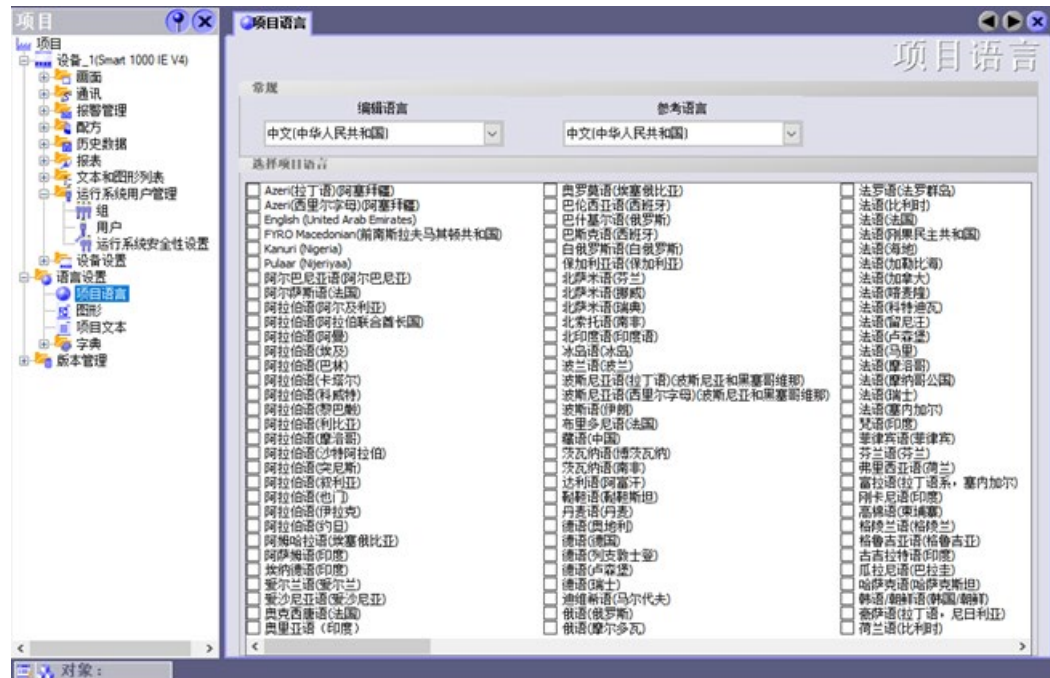 项目
项目
设备_1(Smart 1000 IE V4)
画面
通讯
报警管理
配方
历史数据
报表
文本和图形列表
运行系统用户管理
组
用户
运行系统安全性设置
设备设置
语言设置
项目语言
图形
项目文本
字典
版本管理
对象：
项目语言
项目语言
常规
编辑语言
参考语言
中文(中华人民共和国)
中文(中华人民共和国)
选择项目语言
Azeri(拉丁语)(阿塞拜疆)
Azeri(西里尔字母)(阿塞拜疆)
English (United Arab Emirates)
FYRO Macedonian(前南斯拉夫马其顿共和国)
Kanuri (Nigeria)
Pulaar (Nijeriyaa)
阿尔巴尼亚语(阿尔巴尼亚)
阿尔萨斯语(法国)
阿拉伯语(阿尔及利亚)
阿拉伯语(阿拉伯联合酋长国)
阿拉伯语(阿曼)
阿拉伯语(埃及)
阿拉伯语(巴林)
阿拉伯语(卡塔尔)
阿拉伯语(科威特)
阿拉伯语(黎巴嫩)
阿拉伯语(利比亚)
阿拉伯语(摩洛哥)
阿拉伯语(沙特阿拉伯)
阿拉伯语(突尼斯)
阿拉伯语(叙利亚)
阿拉伯语(也门)
阿拉伯语(伊拉克)
阿拉伯语(约旦)
阿姆哈拉语(埃塞俄比亚)
阿萨姆语(印度)
埃纳德语(印度)
爱尔兰语(爱尔兰)
爱沙尼亚语(爱沙尼亚)
奥克西唐语(法国)
奥里亚语（印度）
奥罗莫语(埃塞俄比亚)
巴伦西亚语(西班牙)
巴什基尔语(俄罗斯)
巴斯克语(西班牙)
白俄罗斯语(白俄罗斯)
保加利亚语(保加利亚)
北萨米语(芬兰)
北萨米语(挪威)
北萨米语(瑞典)
北索托语(南非)
北印度语(印度语)
冰岛语(冰岛)
波兰语(波兰)
波斯尼亚语(拉丁语)(波斯尼亚和黑塞哥维那)
波斯尼亚语(西里尔字母)(波斯尼亚和黑塞哥维那)
波斯语(伊朗)
布里多尼语(法国)
藏语(中国)
茨瓦纳语(博茨瓦纳)
茨瓦纳语(南非)
达利语(阿富汗)
鞑靼语(鞑靼斯坦)
丹麦语(丹麦)
德语(奥地利)
德语(德国)
德语(列支敦士登)
德语(卢森堡)
德语(瑞士)
迪维希语(马尔代夫)
俄语(俄罗斯)
俄语(摩尔多瓦)
法罗语(法罗群岛)
法语(比利时)
法语(法国)
法语(刚果民主共和国)
法语(海地)
法语(加勒比海)
法语(加拿大)
法语(喀麦隆)
法语(科特迪瓦)
法语(留尼汪)
法语(卢森堡)
法语(马里)
法语(摩洛哥)
法语(摩纳哥公国)
法语(瑞士)
法语(塞内加尔)
梵语(印度)
菲律宾语(菲律宾)
芬兰语(芬兰)
弗里西亚语(荷兰)
富拉语(拉丁语系，塞内加尔)
刚卡尼语(印度)
高棉语(柬埔寨)
格陵兰语(格陵兰)
格鲁吉亚语(格鲁吉亚)
古吉拉特语(印度)
瓜拉尼语(巴拉圭)
哈萨克语(哈萨克斯坦)
韩语/朝鲜语(韩国/朝鲜)
豪萨语(拉丁语，尼日利亚)
荷兰语(比利时)